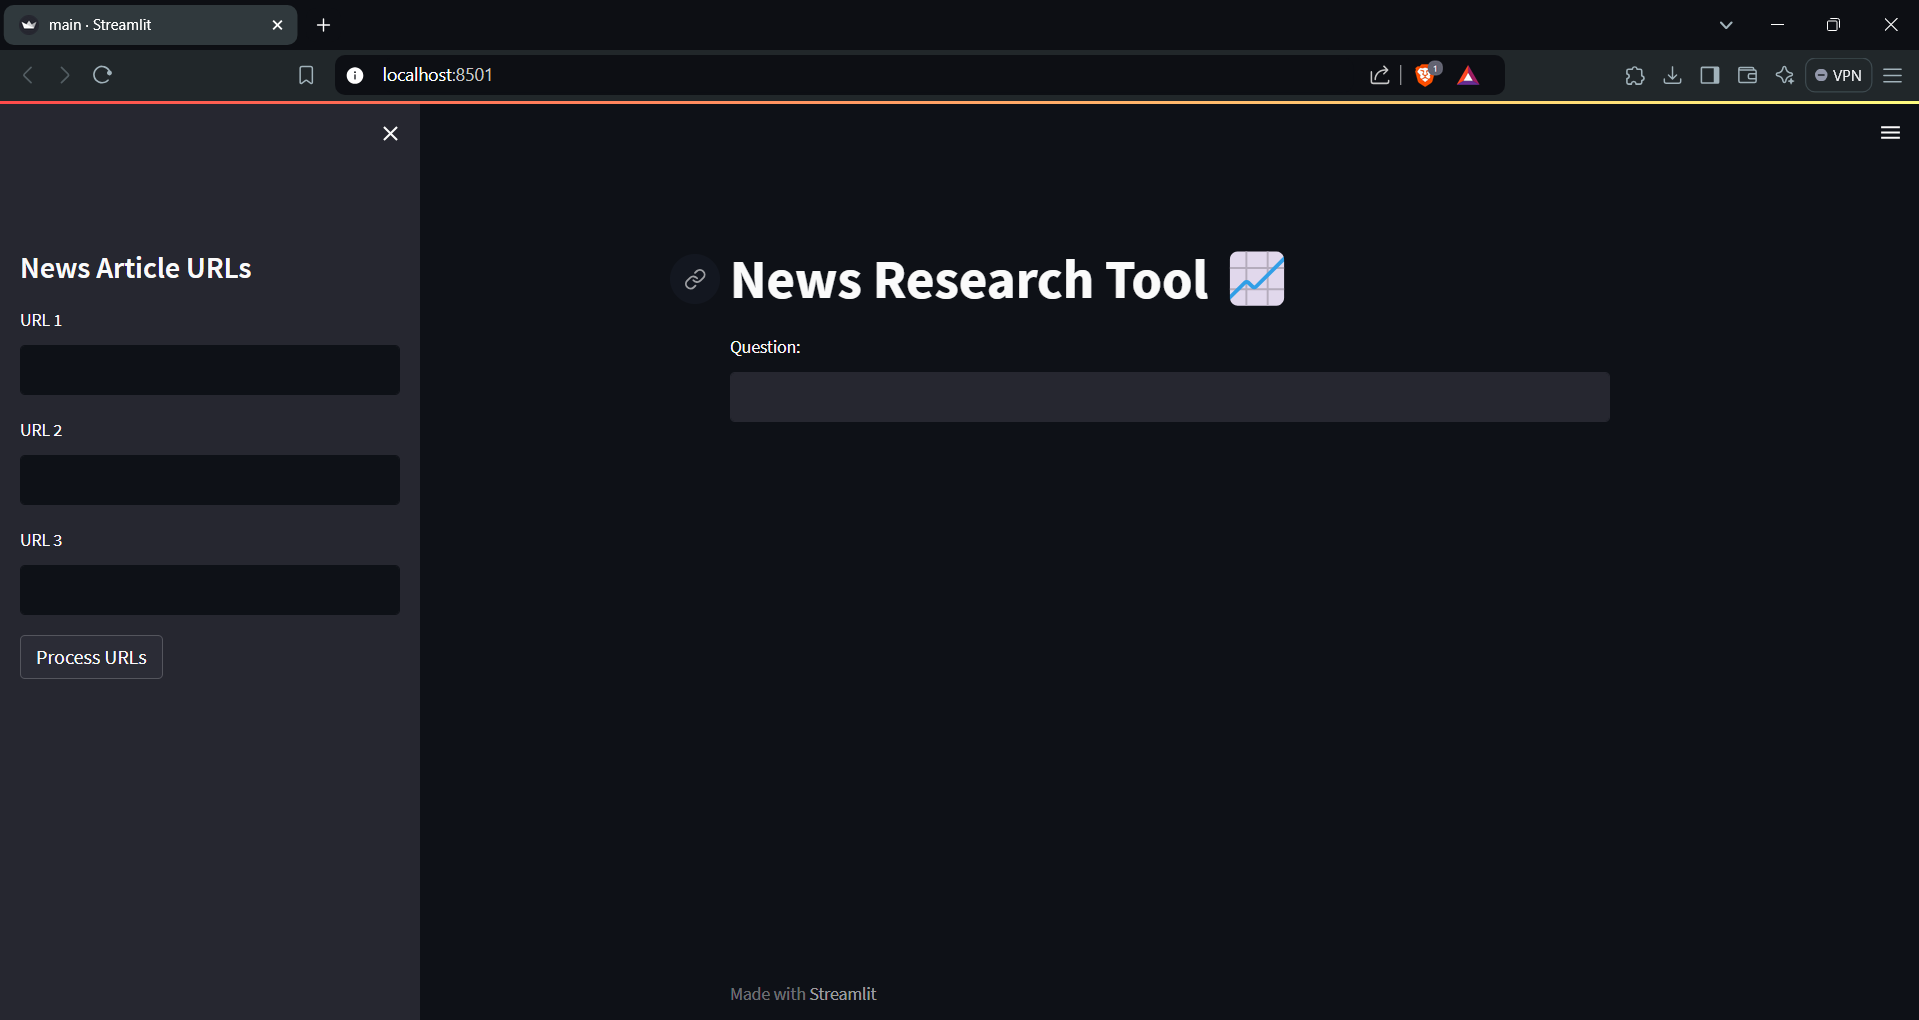 main · Streamlit
localhost:8501
1
VPN
News Article URLs
URL 1
URL 2
URL 3
Process URLs
News Research Tool
Question:
Made with Streamlit